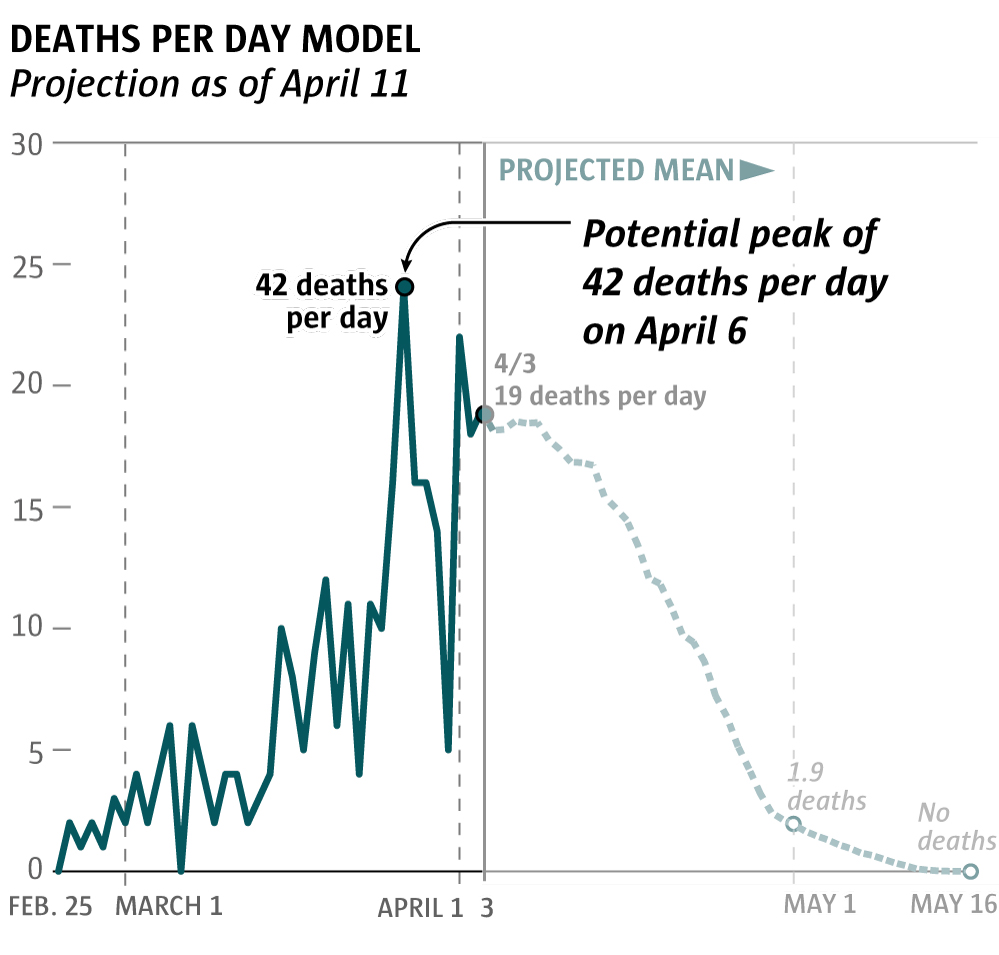 DEATHS PER DAY MODEL
Projection as of April 11
30
PROJECTED MEAN
Potential peak of
42 deaths per day
on April 6
25
42 deaths
per day
4/3
19 deaths per day
20
15
10
5
1.9
deaths
No
deaths
0
FEB. 25 MARCH 1 APRIL 1 3 MAY 1 MAY 16